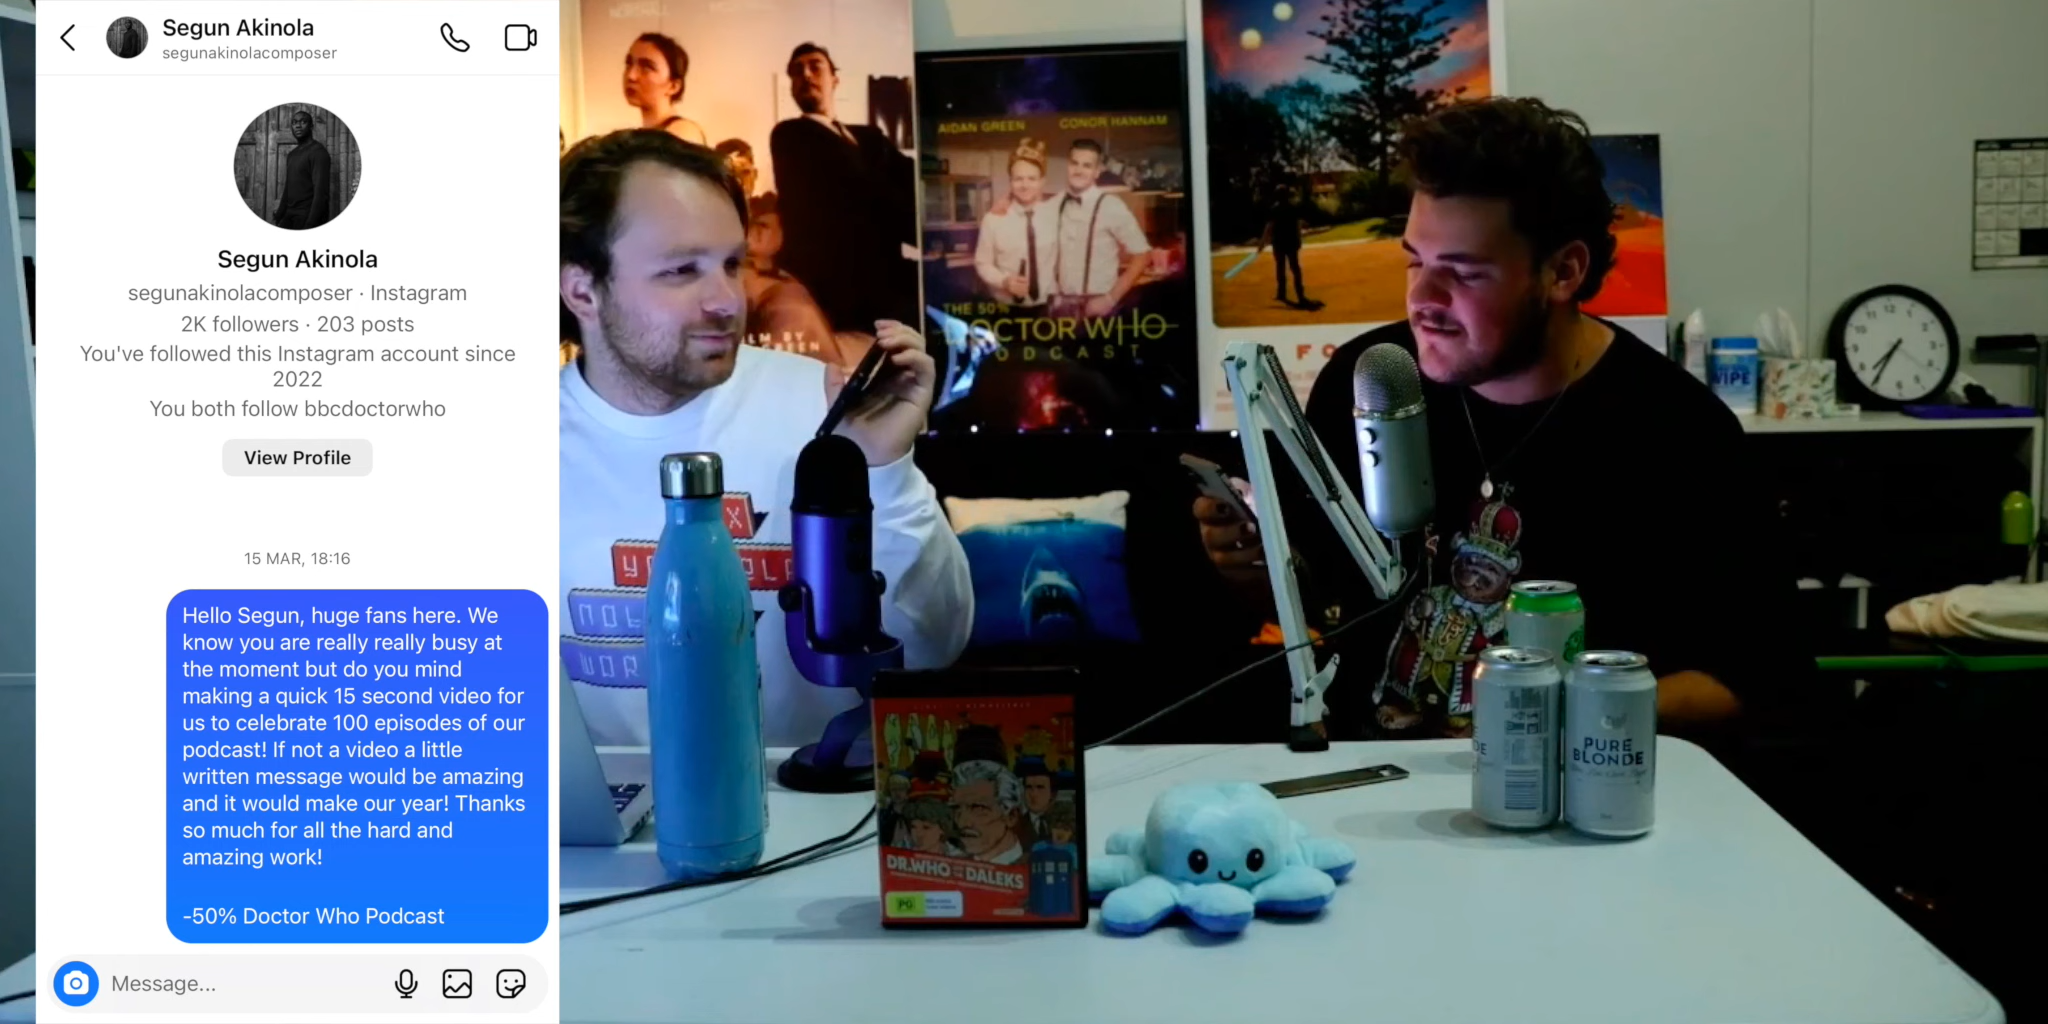 Segun Akinola
segunakinolacomposer
Segun Akinola
segunakinolacomposer · Instagram
2K followers · 203 posts
You've followed this Instagram account since
2022
You both follow bbcdoctorwho
View Profile
15 MAR, 18:16
Hello Segun, huge fans here. We
know you are really really busy at
the moment but do you mind
making a quick 15 second video for
us to celebrate 100 episodes of our
podcast! If not a video a little
written message would be amazing
and it would make our year! Thanks
so much for all the hard and
amazing work!
-50% Doctor Who Podcast
Message...
AIDAN GREEN CONOR HANNAM
THE 50%
DOCTOR WHO
PODCAST
WIPE
DR. WHO AND THE DALEKS
PG
PURE
BLONDE